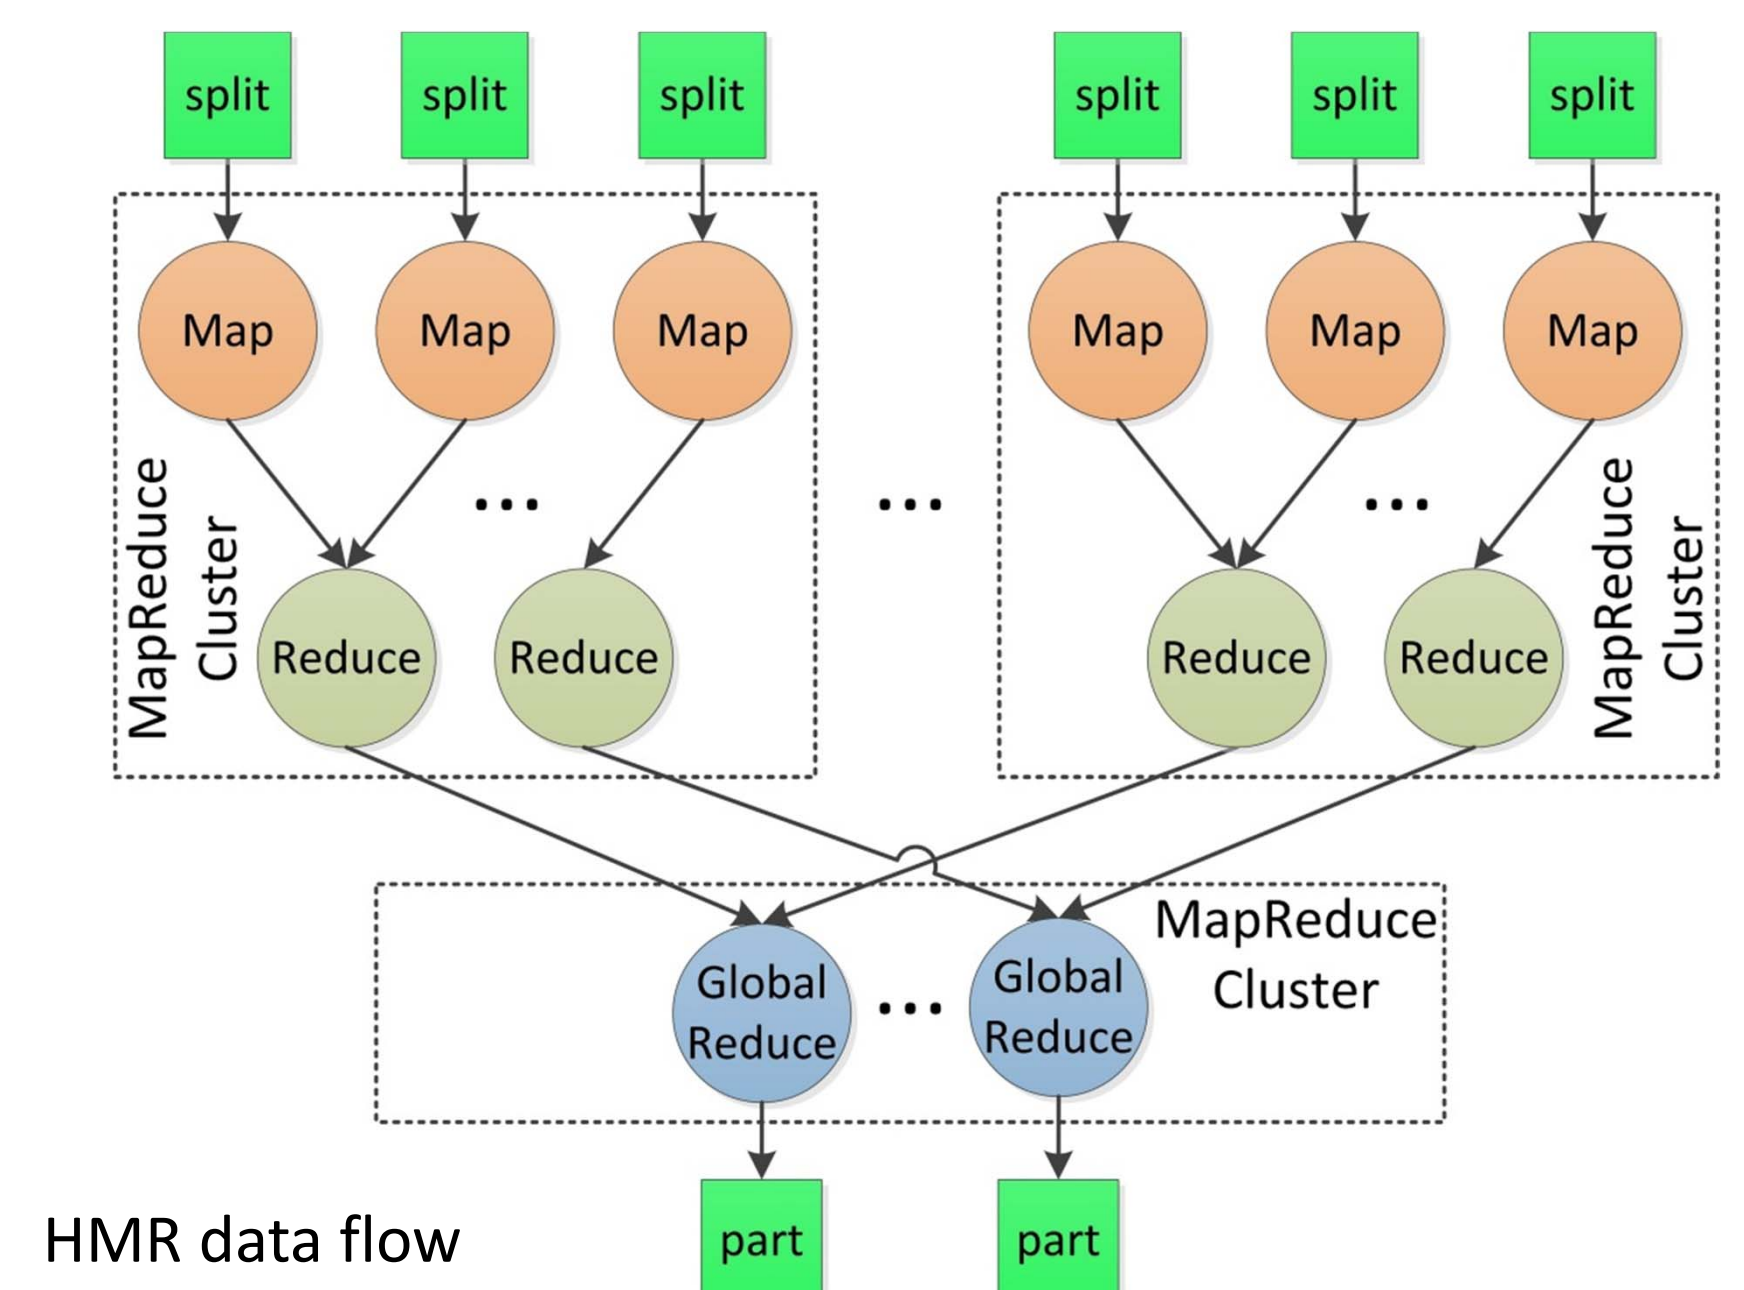 split
split
split
split
split
split
Map
Map
Map
Map
Map
Map
...
...
...
MapReduce
Cluster
Reduce
Reduce
Reduce
Reduce
MapReduce
Cluster
MapReduce
Cluster
Global
Reduce
...
Global
Reduce
part
part
HMR data flow